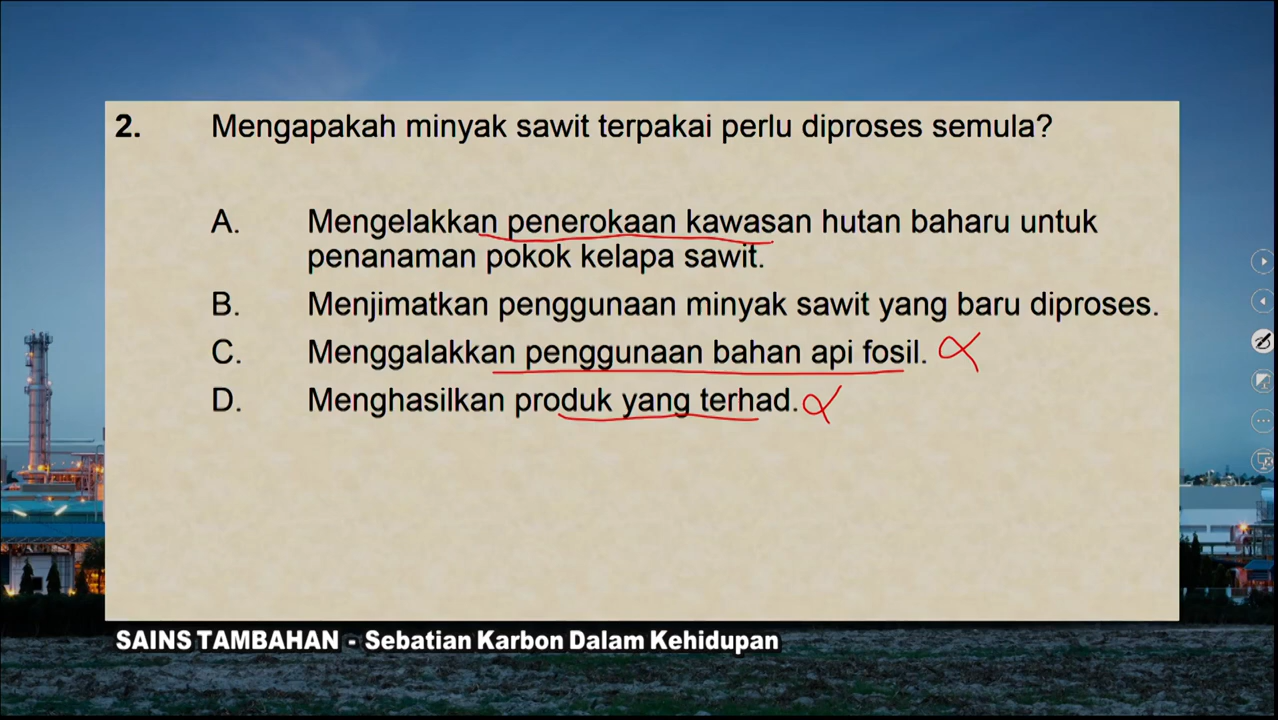 2. Mengapakah minyak sawit terpakai perlu diproses semula?
A. Mengelakkan penerokaan kawasan hutan baharu untuk
penanaman pokok kelapa sawit.
B. Menjimatkan penggunaan minyak sawit yang baru diproses.
C. Menggalakkan penggunaan bahan api fosil.
D. Menghasilkan produk yang terhad.
SAINS TAMBAHAN - Sebatian Karbon Dalam Kehidupan